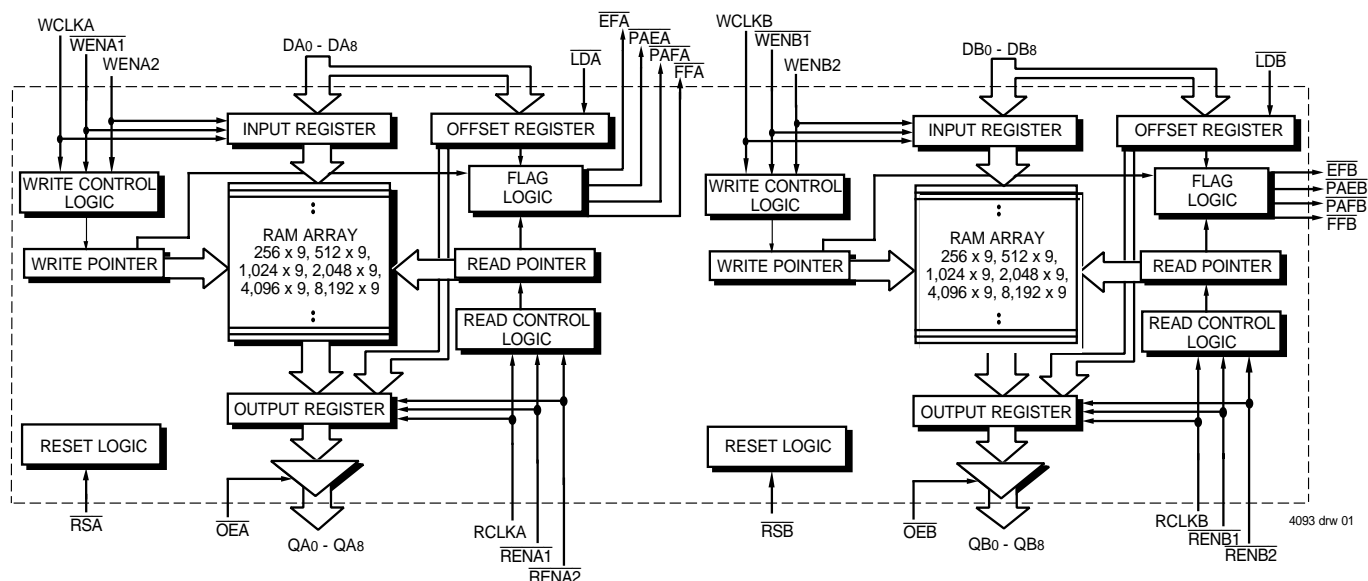 WCLKA
WENA1
WENA2
DA0 - DA8
LDA
EFA
PAEA
PAFA
FFA
INPUT REGISTER
OFFSET REGISTER
WRITE CONTROL
LOGIC
FLAG
LOGIC
RAM ARRAY
256 x 9, 512 x 9,
1,024 x 9, 2,048 x 9,
4,096 x 9, 8,192 x 9
WRITE POINTER
READ POINTER
READ CONTROL
LOGIC
OUTPUT REGISTER
RESET LOGIC
RSA
OEA
QA0 - QA8
RCLKA
RENA1
RENA2
WCLKB
WENB1
WENB2
DB0 - DB8
LDB
INPUT REGISTER
OFFSET REGISTER
WRITE CONTROL
LOGIC
FLAG
LOGIC
EFB
PAEB
PAFB
FFB
RAM ARRAY
256 x 9, 512 x 9,
1,024 x 9, 2,048 x 9,
4,096 x 9, 8,192 x 9
WRITE POINTER
READ POINTER
READ CONTROL
LOGIC
OUTPUT REGISTER
RESET LOGIC
RSB
OEB
QB0 - QB8
RCLKB
RENB1
RENB2
4093 drw 01